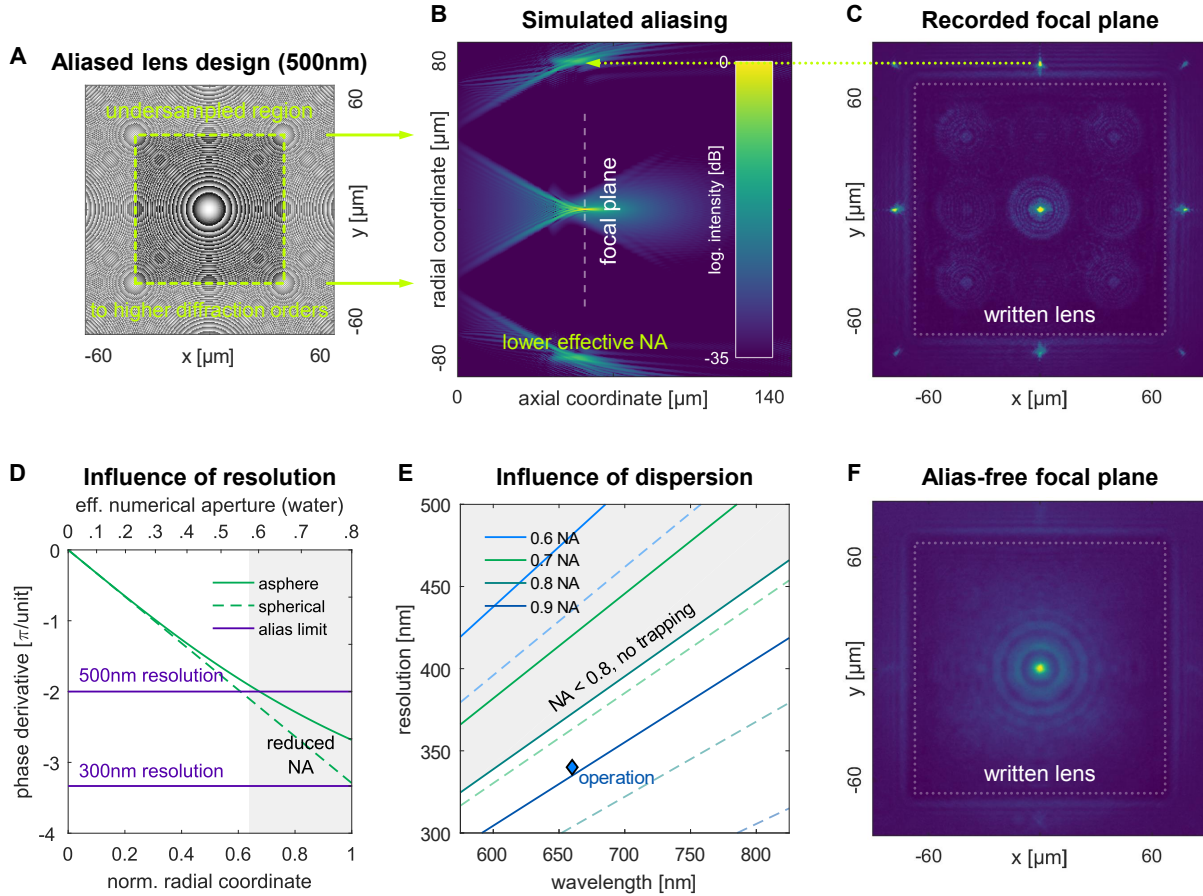 A
Aliased lens design (500nm)
undersampled region
to higher diffraction orders
60
y [µm]
-60
-60
x [µm]
60
B
Simulated aliasing
80
radial coordinate [µm]
-80
focal plane
lower effective NA
0
log. intensity [dB]
-35
0
axial coordinate [µm]
140
C
Recorded focal plane
60
y [µm]
-60
written lens
-60
x [µm]
60
D
Influence of resolution
eff. numerical aperture (water)
0 .1 .2 .3 .4 .5 .6 .7 .8
0
-1
-2
-3
-4
phase derivative [π/unit]
asphere
spherical
alias limit
500nm resolution
reduced
NA
300nm resolution
0 0.2 0.4 0.6 0.8 1
norm. radial coordinate
E
Influence of dispersion
500
450
400
350
300
resolution [nm]
0.6 NA
0.7 NA
0.8 NA
0.9 NA
NA < 0.8, no trapping
operation
600 650 700 750 800
wavelength [nm]
F
Alias-free focal plane
60
y [µm]
-60
written lens
-60
x [µm]
60